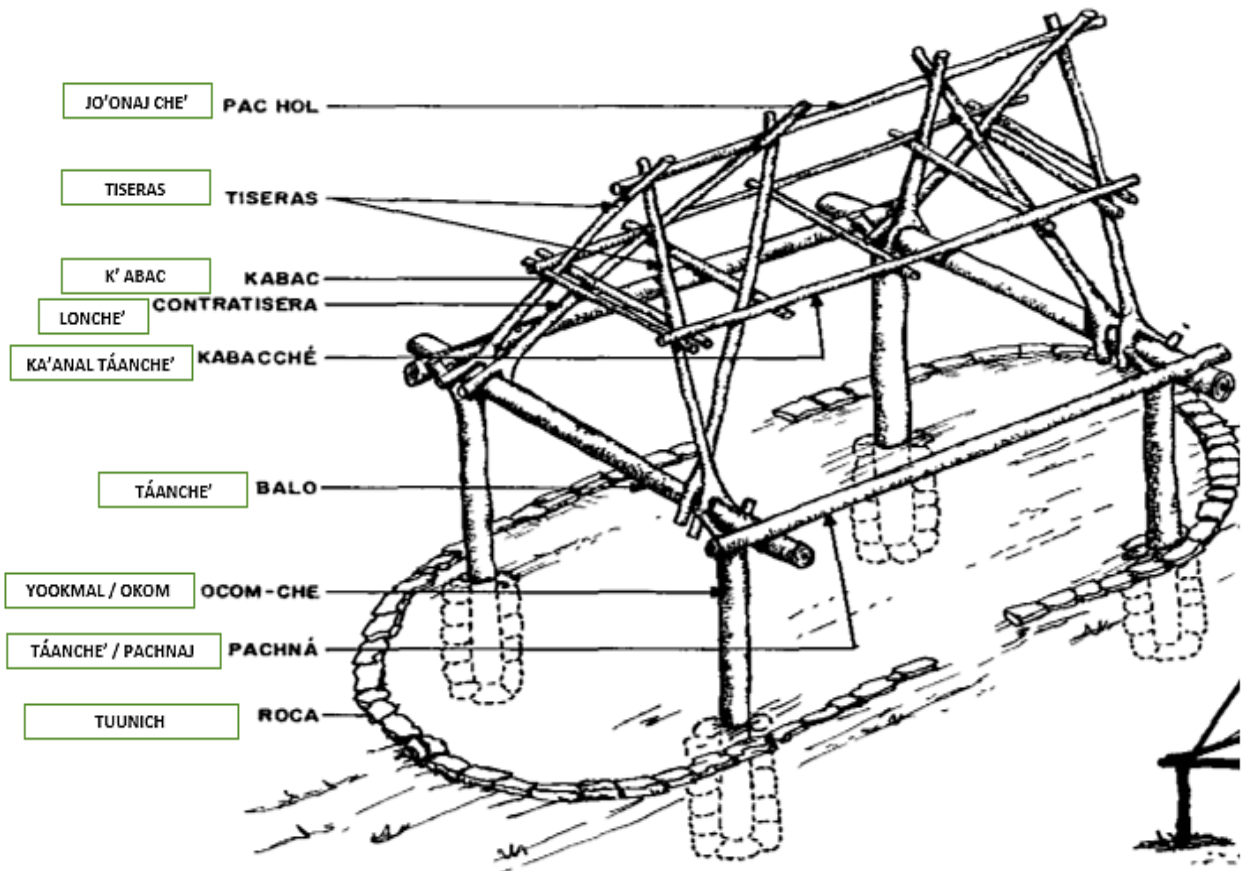 JO'ONAJ CHE' PAC HOL
TISERAS TISERAS
K' ABAC KABAC
LONCHE' CONTRATISERA
KA'ANAL TÁANCHE' KABACCHÉ
TÁANCHE' BALO
YOOKMAL / OKOM OCOM-CHE
TÁANCHE' / PACHNAJ PACHNÁ
TUUNICH ROCA